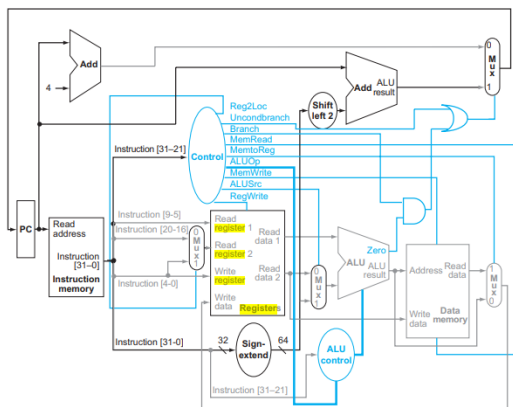 Add
4
Add
ALU
result
0
Mux
1
Shift
left 2
Reg2Loc
Uncondbranch
Branch
MemRead
MemtoReg
ALUOp
MemWrite
ALUSrc
RegWrite
Instruction [31–21]
Control
PC
Read
address
Instruction
[31–0]
Instruction
memory
Instruction [9-5]
Instruction [20-16]
Instruction [4-0]
0
Mux
1
Read
register 1
Read
register 2
Write
register
Write
data
Read
data 1
Read
data 2
Registers
0
Mux
1
Zero
ALU
ALU
result
Address
Read
data
Write
data
Data
memory
1
Mux
0
Instruction [31-0]
32
Sign-
extend
64
Instruction [31–21]
ALU
control